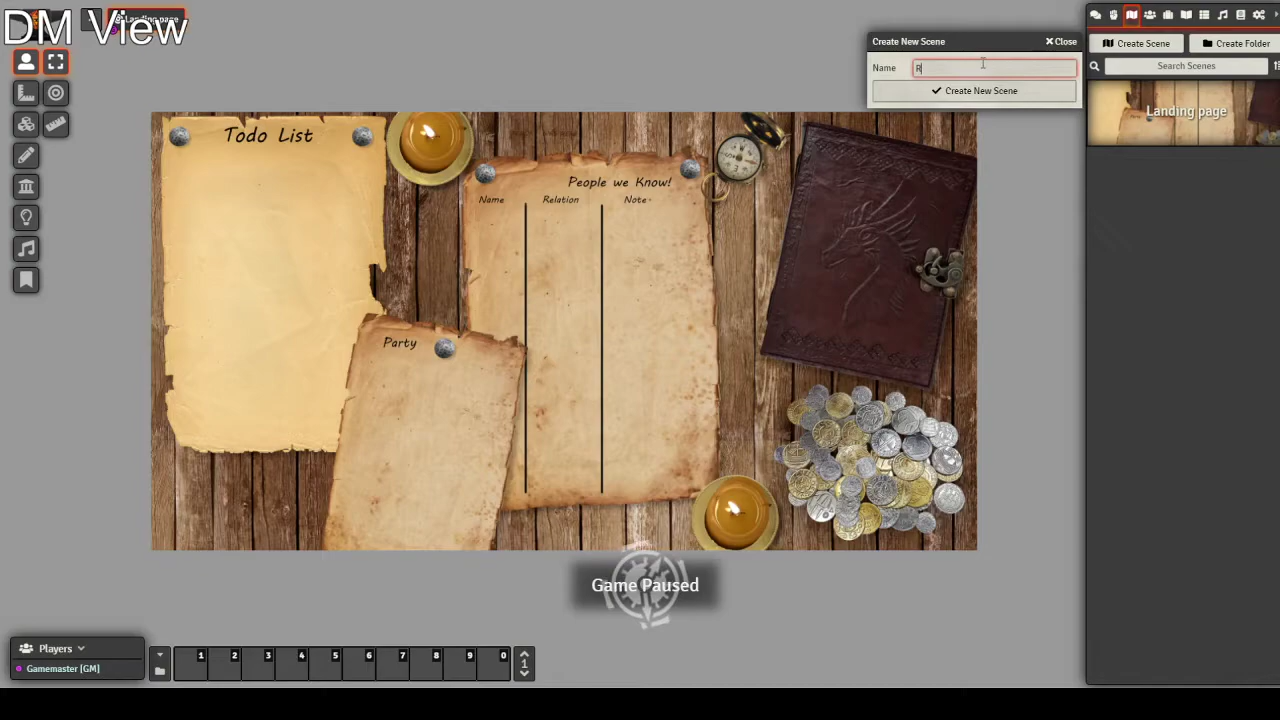 DM View
Landing page
Create New Scene
Close
Name
R
Create New Scene
Create Scene
Create Folder
Search Scenes
Landing page
Todo List
People we Know!
Name
Relation
Note
Party
Game Paused
Players
Gamemaster [GM]
1
2
3
4
5
6
7
8
9
0
1